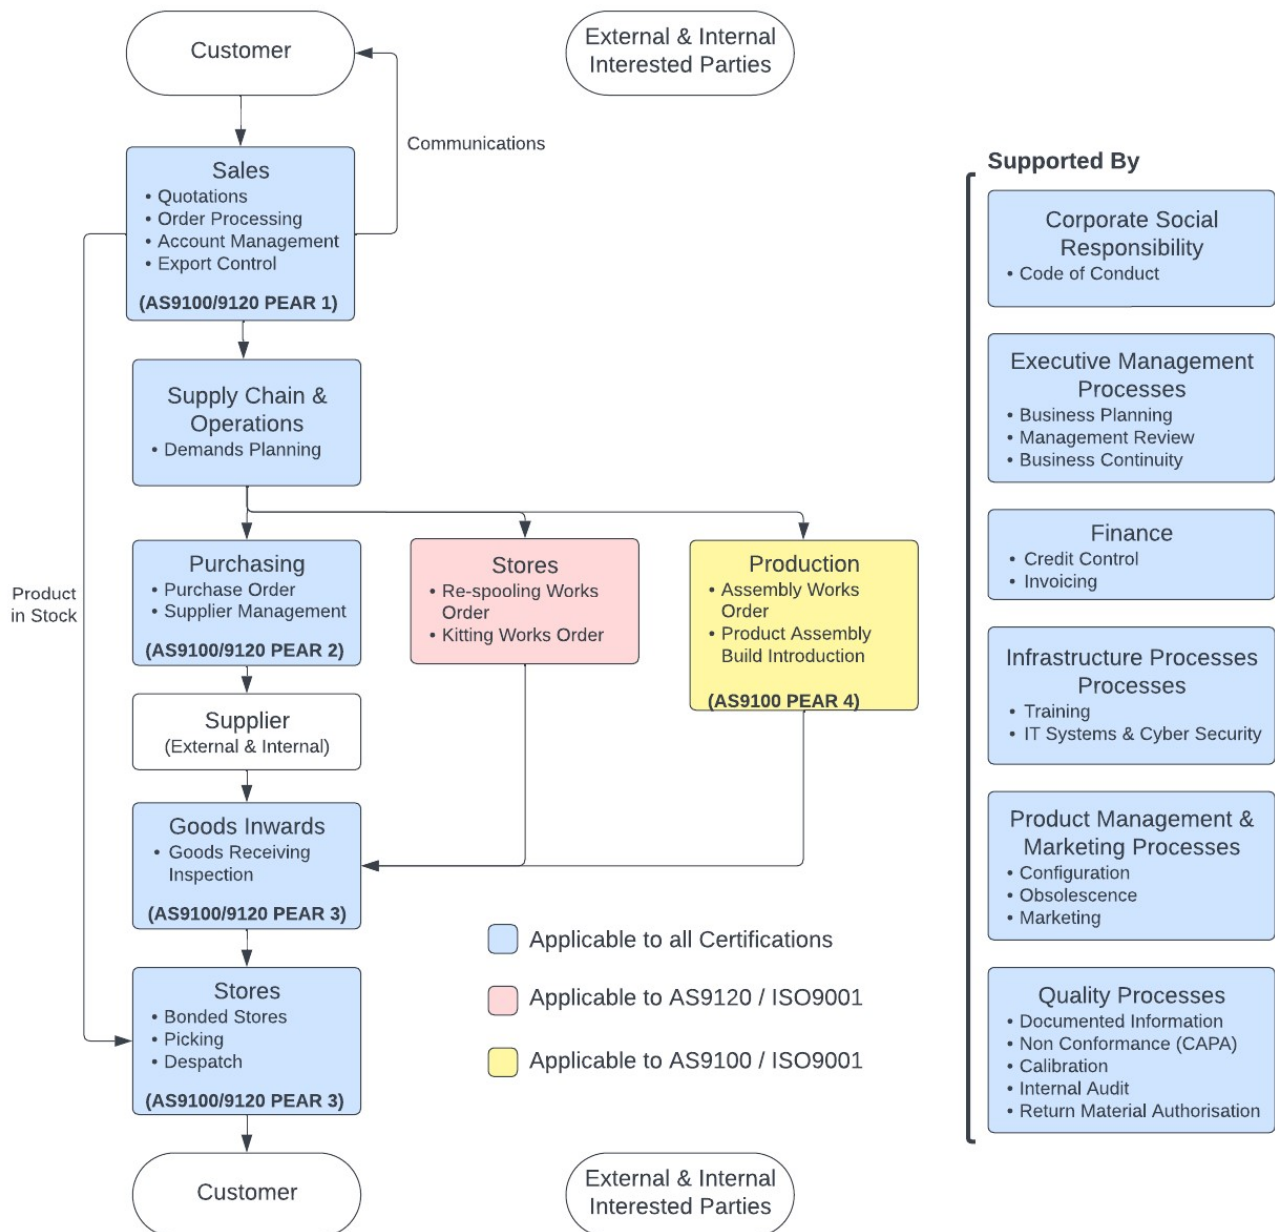 Customer
External & Internal
Interested Parties
Communications
Sales
• Quotations
• Order Processing
• Account Management
• Export Control
(AS9100/9120 PEAR 1)
Supply Chain &
Operations
• Demands Planning
Product
in Stock
Purchasing
• Purchase Order
• Supplier Management
(AS9100/9120 PEAR 2)
Stores
• Re-spooling Works
Order
• Kitting Works Order
Production
• Assembly Works
Order
• Product Assembly
Build Introduction
(AS9100 PEAR 4)
Supplier
(External & Internal)
Goods Inwards
• Goods Receiving
Inspection
(AS9100/9120 PEAR 3)
Stores
• Bonded Stores
• Picking
• Despatch
(AS9100/9120 PEAR 3)
Applicable to all Certifications
Applicable to AS9120 / ISO9001
Applicable to AS9100 / ISO9001
Customer
External & Internal
Interested Parties
Supported By
Corporate Social
Responsibility
• Code of Conduct
Executive Management
Processes
• Business Planning
• Management Review
• Business Continuity
Finance
• Credit Control
• Invoicing
Infrastructure Processes
Processes
• Training
• IT Systems & Cyber Security
Product Management &
Marketing Processes
• Configuration
• Obsolescence
• Marketing
Quality Processes
• Documented Information
• Non Conformance (CAPA)
• Calibration
• Internal Audit
• Return Material Authorisation